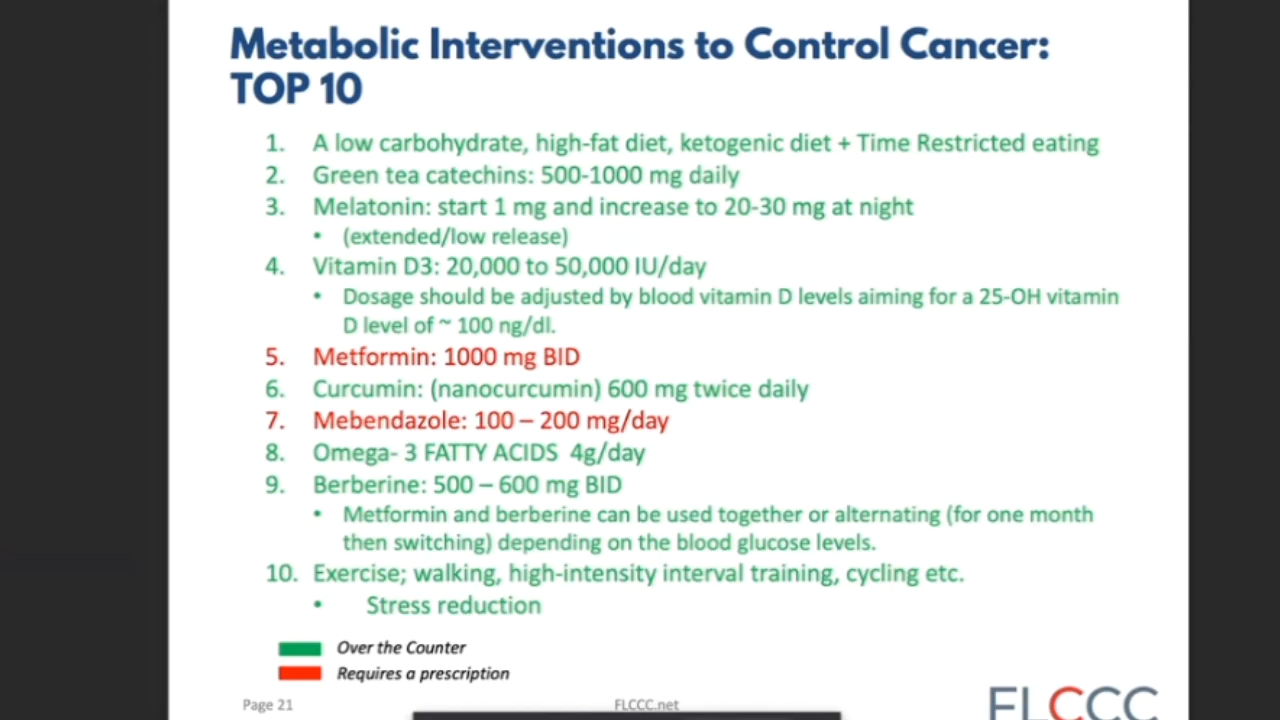 Metabolic Interventions to Control Cancer:
TOP 10
1. A low carbohydrate, high-fat diet, ketogenic diet + Time Restricted eating
2. Green tea catechins: 500-1000 mg daily
3. Melatonin: start 1 mg and increase to 20-30 mg at night
• (extended/low release)
4. Vitamin D3: 20,000 to 50,000 IU/day
• Dosage should be adjusted by blood vitamin D levels aiming for a 25-OH vitamin
D level of ~ 100 ng/dl.
5. Metformin: 1000 mg BID
6. Curcumin: (nanocurcumin) 600 mg twice daily
7. Mebendazole: 100 – 200 mg/day
8. Omega- 3 FATTY ACIDS 4g/day
9. Berberine: 500 – 600 mg BID
• Metformin and berberine can be used together or alternating (for one month
then switching) depending on the blood glucose levels.
10. Exercise; walking, high-intensity interval training, cycling etc.
• Stress reduction
Over the Counter
Requires a prescription
Page 21
FLCCC.net
FLCCC